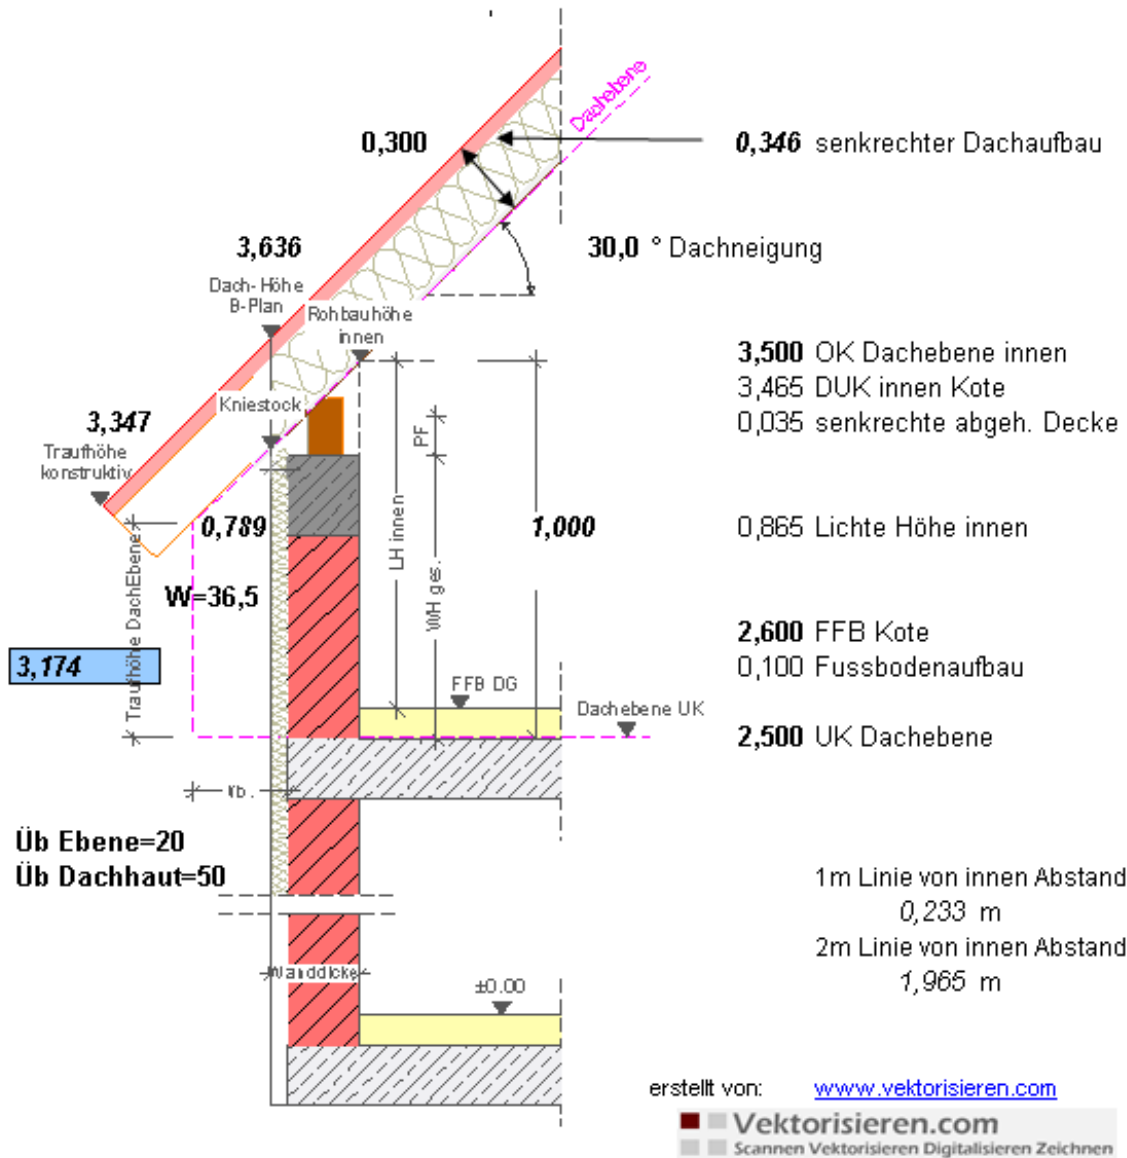 Dachebene
0,300
0,346 senkrechter Dachaufbau
3,636
30,0 ° Dachneigung
Dach-Höhe
B-Plan
Rohbauhöhe
innen
3,500 OK Dachebene innen
3,465 DUK innen Kote
0,035 senkrechte abgeh. Decke
Kniestock
3,347
Traufhöhe
konstruktiv
PF
LH innen
WH ges.
0,789
1,000
0,865 Lichte Höhe innen
Traufhöhe DachEbene
W=36,5
2,600 FFB Kote
0,100 Fussbodenaufbau
3,174
FFB DG
Dachebene UK
2,500 UK Dachebene
Üb Ebene=20
Üb Dachhaut=50
1m Linie von innen Abstand
0,233 m
2m Linie von innen Abstand
1,965 m
Wanddicke
±0.00
erstellt von: www.vektorisieren.com
Vektorisieren.com
Scannen Vektorisieren Digitalisieren Zeichnen